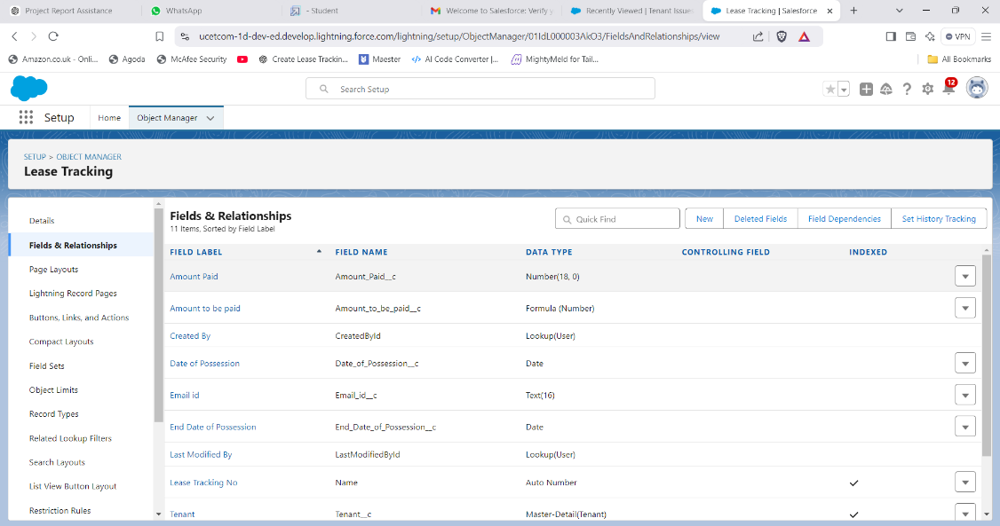 Project Report Assistance
WhatsApp
- Student
Welcome to Salesforce: Verify y
Recently Viewed | Tenant Issues
Lease Tracking | Salesforce
ucetcom-1d-dev-ed.develop.lightning.force.com/lightning/setup/ObjectManager/01IdL000003AkO3/FieldsAndRelationships/view
VPN
Amazon.co.uk - Onli...
Agoda
McAfee Security
Create Lease Trackin...
Maester
AI Code Converter |...
MightyMeld for Tail...
All Bookmarks
Search Setup
12
Setup
Home
Object Manager
SETUP > OBJECT MANAGER
Lease Tracking
Details
Fields & Relationships
Page Layouts
Lightning Record Pages
Buttons, Links, and Actions
Compact Layouts
Field Sets
Object Limits
Record Types
Related Lookup Filters
Search Layouts
List View Button Layout
Restriction Rules
Fields & Relationships
11 Items, Sorted by Field Label
Quick Find
New
Deleted Fields
Field Dependencies
Set History Tracking
FIELD LABEL FIELD NAME DATA TYPE CONTROLLING FIELD INDEXED
Amount Paid Amount_Paid__c Number(18, 0)
Amount to be paid Amount_to_be_paid__c Formula (Number)
Created By CreatedById Lookup(User)
Date of Possession Date_of_Possession__c Date
Email id Email_id__c Text(16)
End Date of Possession End_Date_of_Possession__c Date
Last Modified By LastModifiedById Lookup(User)
Lease Tracking No Name Auto Number
Tenant Tenant__c Master-Detail(Tenant)